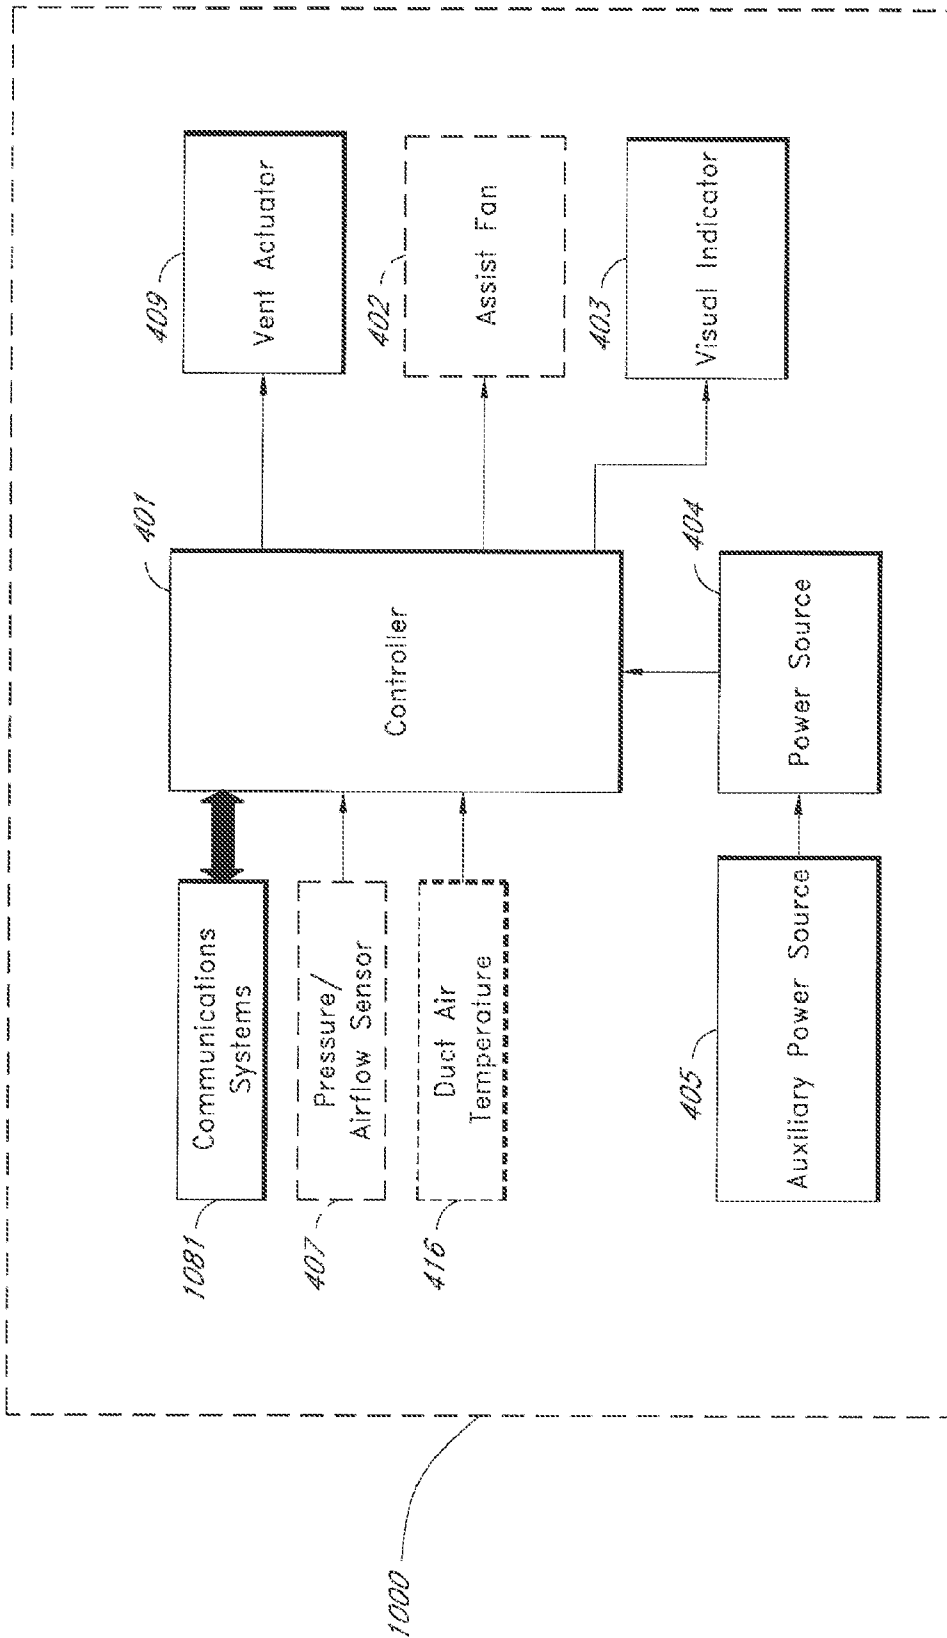 1081
Communications
Systems
407
Pressure/
Airflow Sensor
416
Duct Air
Temperature
401
Controller
409
Vent Actuator
402
Assist Fan
403
Visual Indicator
405
Auxiliary Power Source
404
Power Source
1000